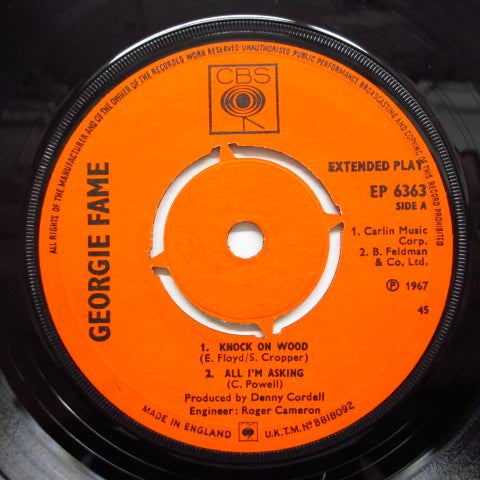 ALL RIGHTS OF THE MANUFACTURER AND OF THE OWNER OF THE RECORDED WORK RESERVED UNAUTHORISED PUBLIC PERFORMANCE BROADCASTING AND COPYING OF THIS RECORD PROHIBITED
CBS
GEORGIE FAME
EXTENDED PLAY
EP 6363
SIDE A
1. Carlin Music
Corp.
2. B. Feldman
& Co. Ltd.
℗ 1967
45
1. KNOCK ON WOOD
(E. Floyd/S. Cropper)
2. ALL I'M ASKING
(C. Powell)
Produced by Denny Cordell
Engineer: Roger Cameron
MADE IN ENGLAND U.K.T.M. Nº 881B092